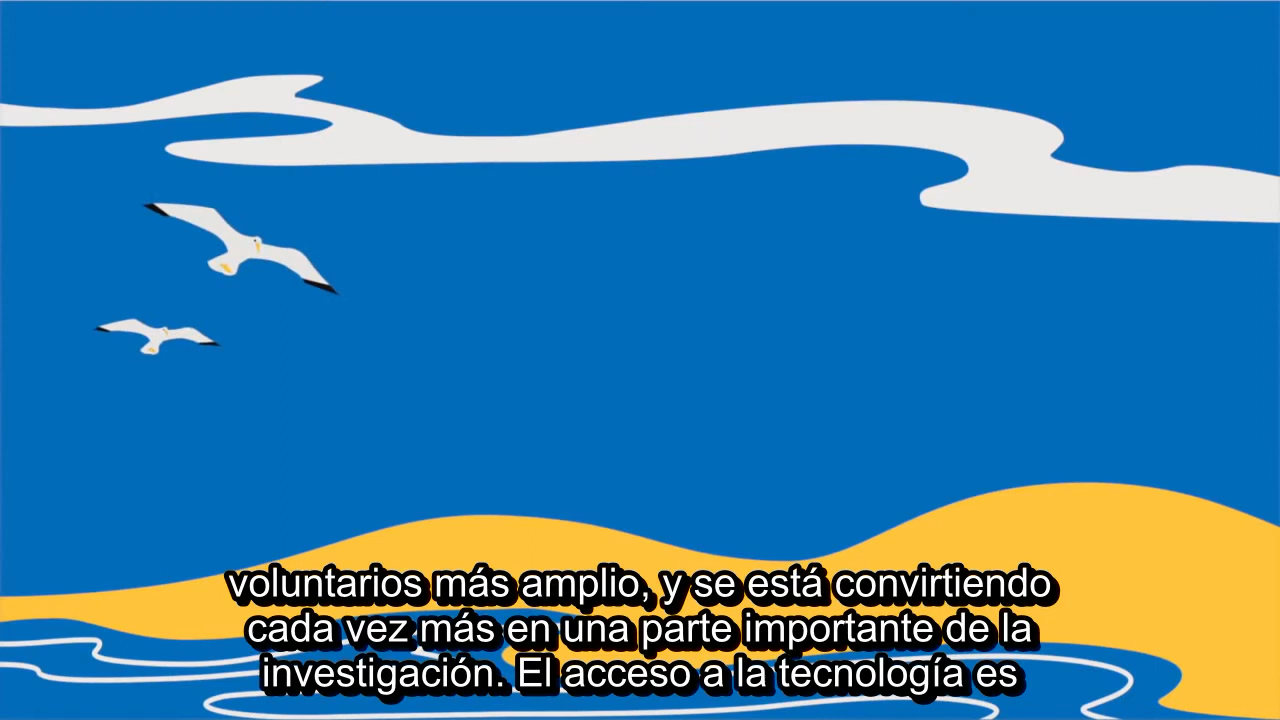 voluntarios más amplio, y se está convirtiendo
cada vez más en una parte importante de la
investigación. El acceso a la tecnología es